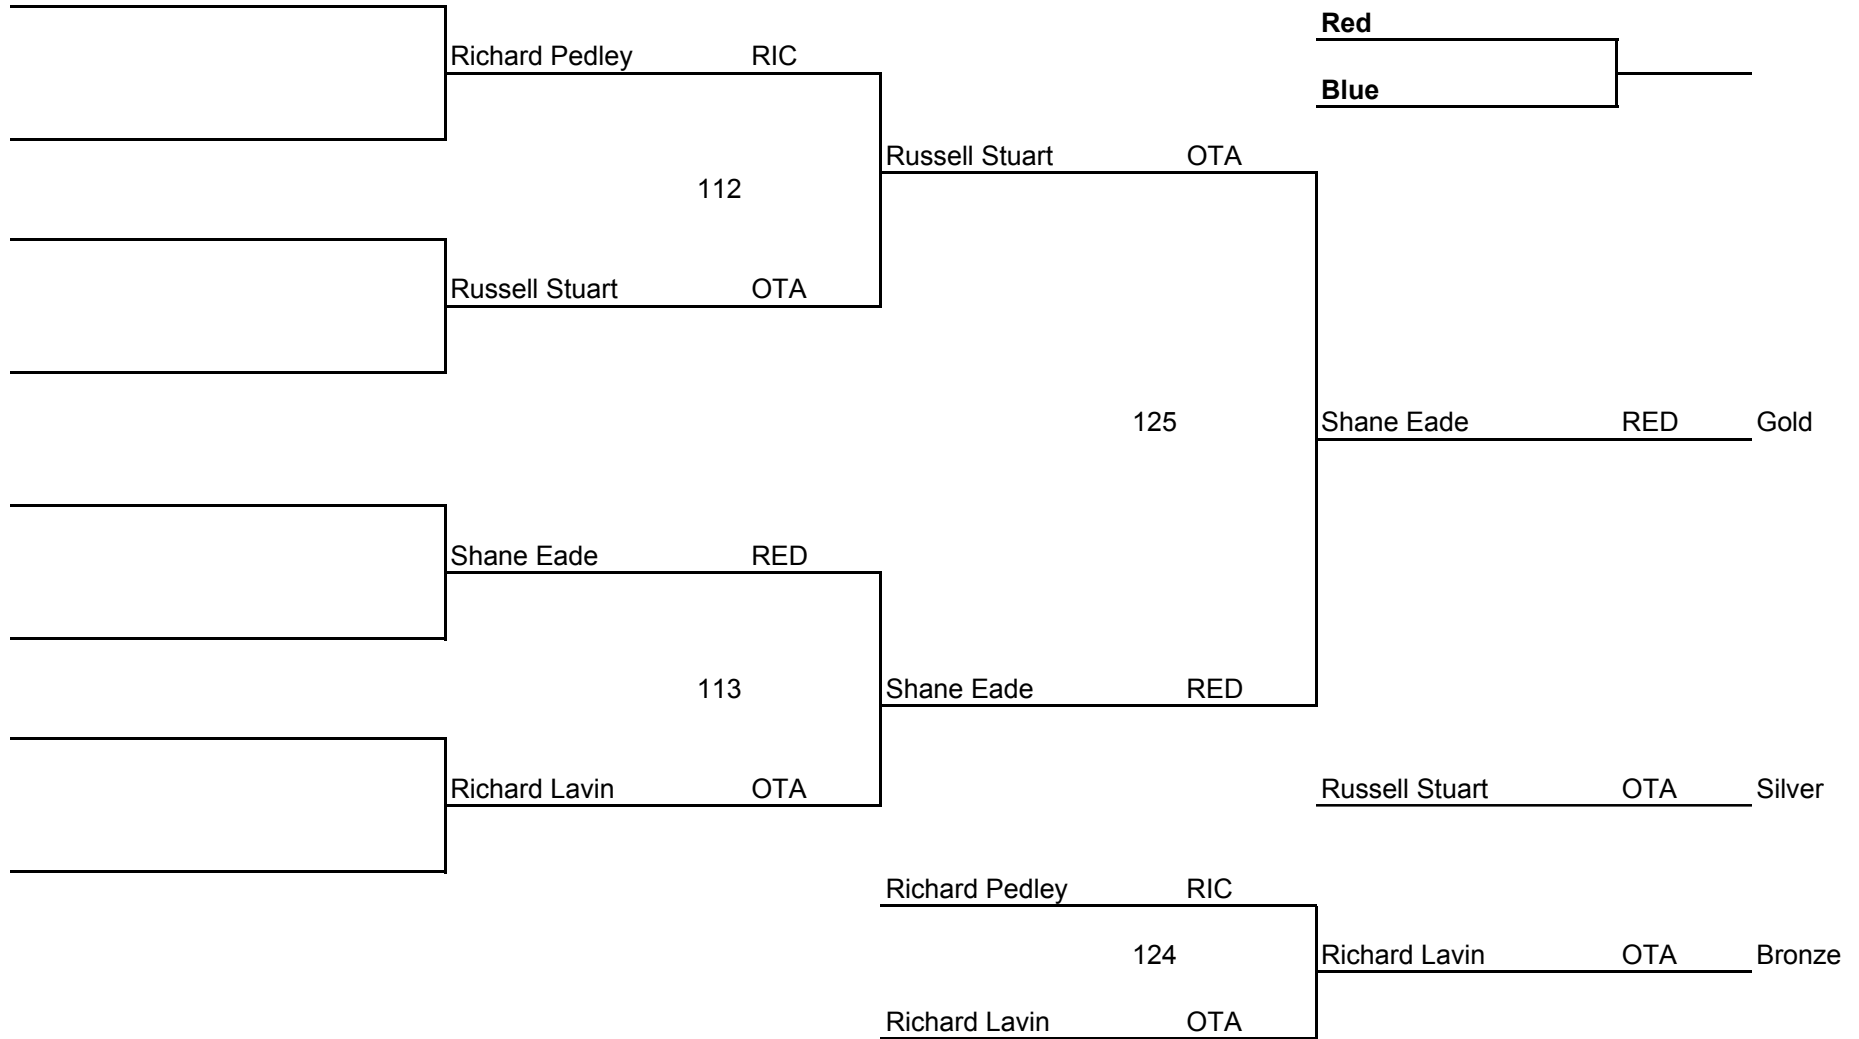 Red
Richard Pedley RIC
Blue
Russell Stuart OTA
112
Russell Stuart OTA
125 Shane Eade RED Gold
Shane Eade RED
113 Shane Eade RED
Richard Lavin OTA Russell Stuart OTA Silver
Richard Pedley RIC
124 Richard Lavin OTA Bronze
Richard Lavin OTA